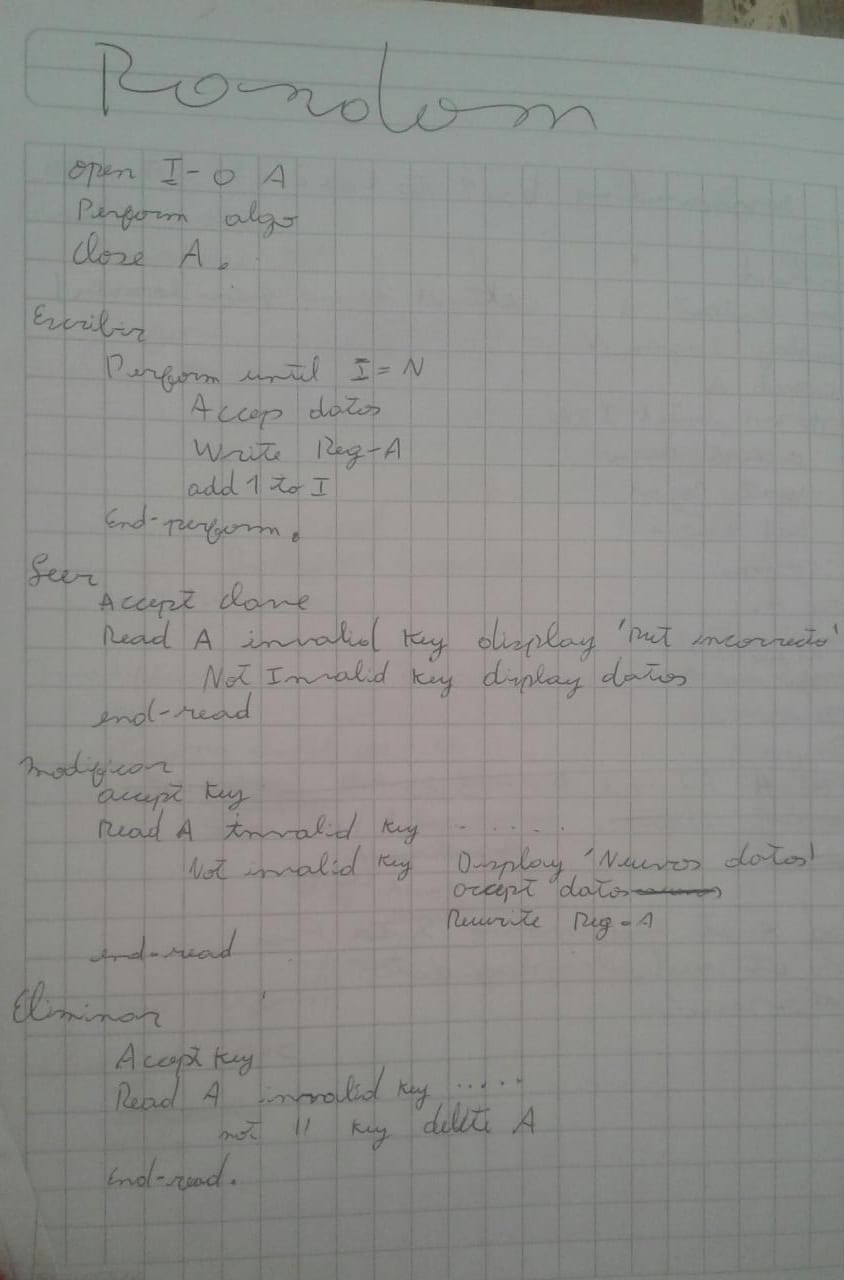 Random
open I-O A
Perform algo
Close A.
Escribir
Perform until I = N
Accep datos
Write Reg-A
add 1 to I
End-perform.
Leer
Accept clave
Read A invalid key display 'Rut incorrecto'
Not Invalid key display datos
end-read
Modificar
accept key
Read A invalid key . . . . .
Not invalid key Display 'Nuevos datos'
accept datos
Rewrite Reg-A
end-read
Eliminar
Accept key
Read A invalid key .....
not " key delete A
End-read.